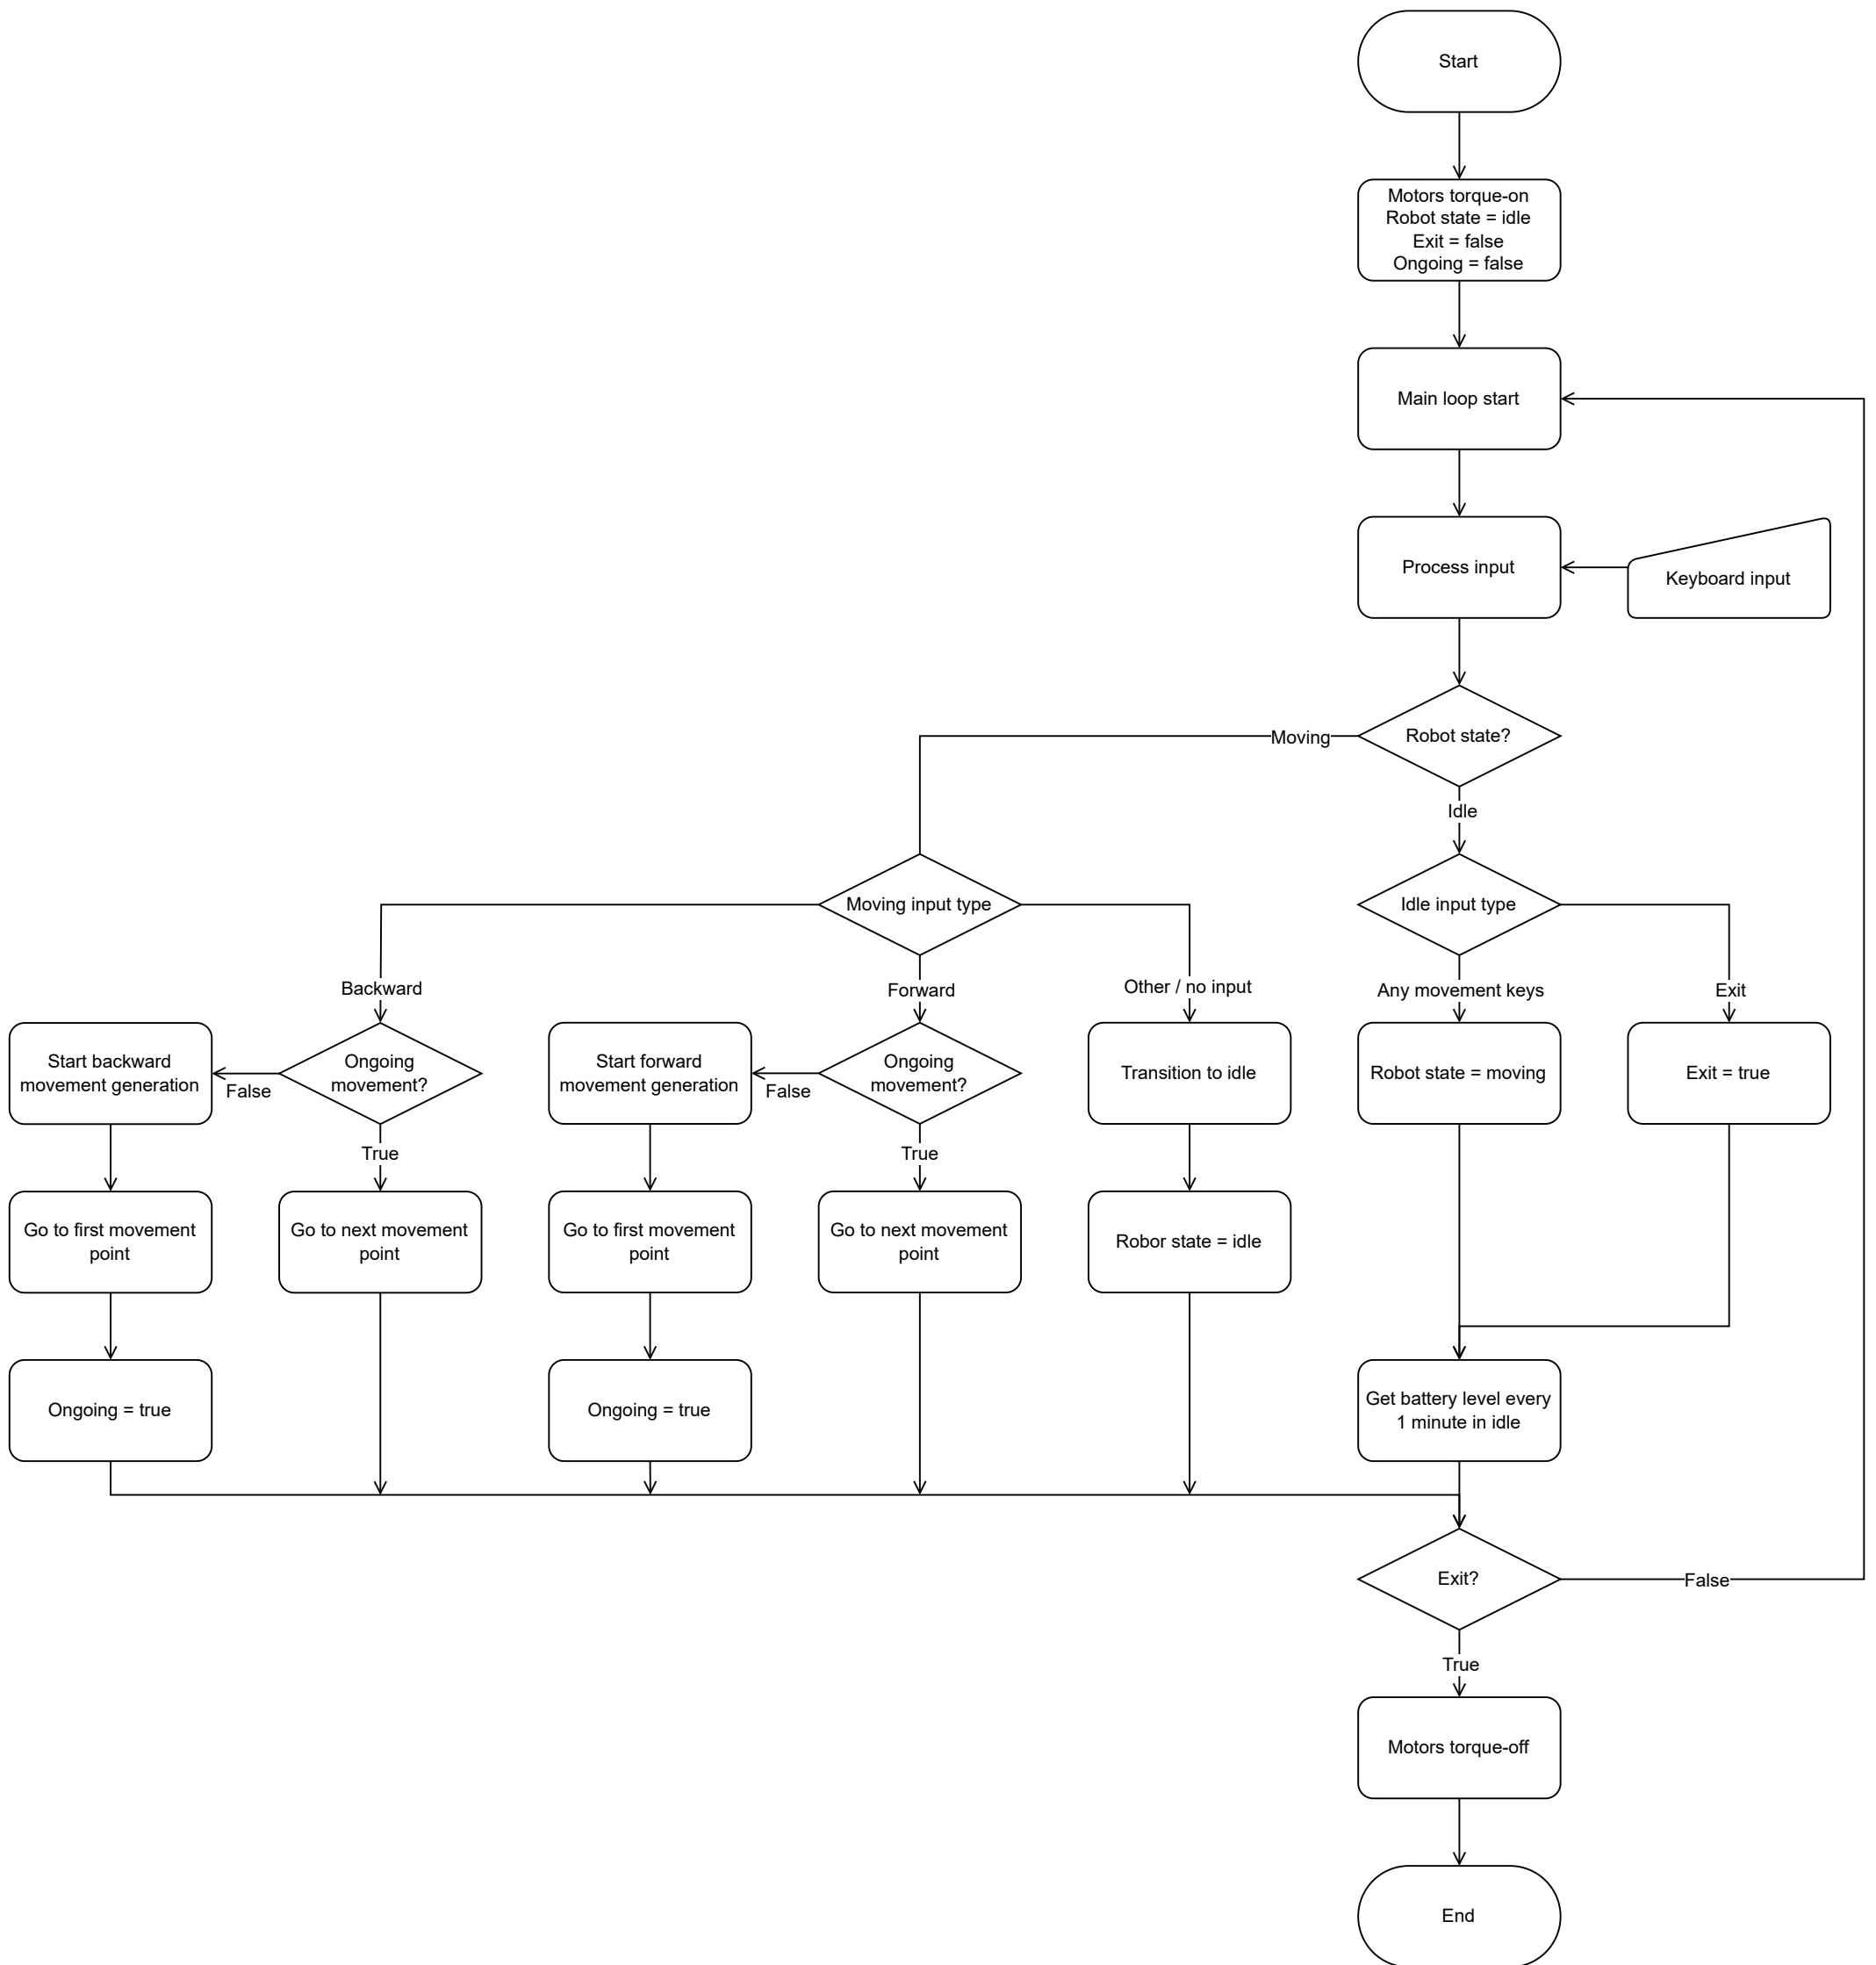 Start
Motors torque-on
Robot state = idle
Exit = false
Ongoing = false
Main loop start
Process input
Keyboard input
Robot state?
Moving
Idle
Moving input type
Idle input type
Backward
Forward
Other / no input
Any movement keys
Exit
Start backward
movement generation
False
Ongoing
movement?
Start forward
movement generation
False
Ongoing
movement?
Transition to idle
Robot state = moving
Exit = true
True
True
Go to first movement
point
Go to next movement
point
Go to first movement
point
Go to next movement
point
Robor state = idle
Ongoing = true
Ongoing = true
Get battery level every
1 minute in idle
Exit?
False
True
Motors torque-off
End